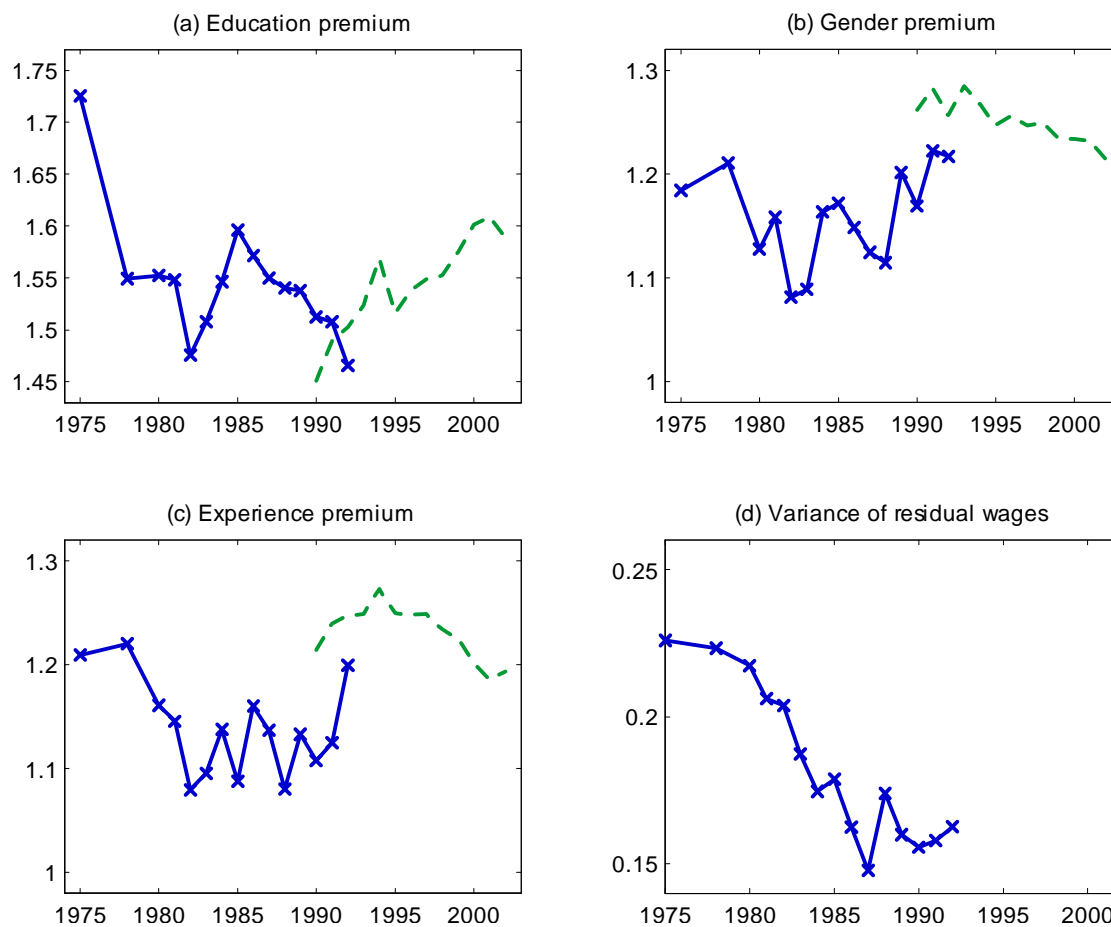 (a) Education premium
1.75
1.7
1.65
1.6
1.55
1.5
1.45
1975 1980 1985 1990 1995 2000
(b) Gender premium
1.3
1.2
1.1
1
1975 1980 1985 1990 1995 2000
(c) Experience premium
1.3
1.2
1.1
1
1975 1980 1985 1990 1995 2000
(d) Variance of residual wages
0.25
0.2
0.15
1975 1980 1985 1990 1995 2000